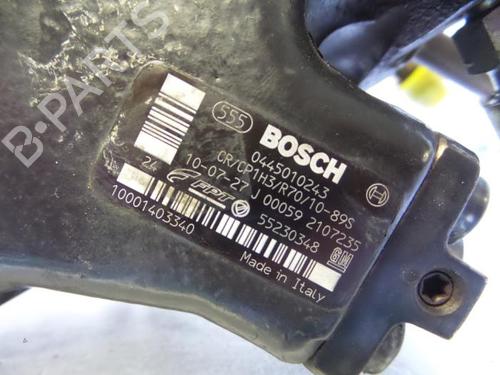 555
BOSCH
0445010243
CR/CP1H3/R70/10-89S
10-07-27 J 00059 2107235
24 FPT 55230348 GM
10001403340
Made in Italy
B-PARTS